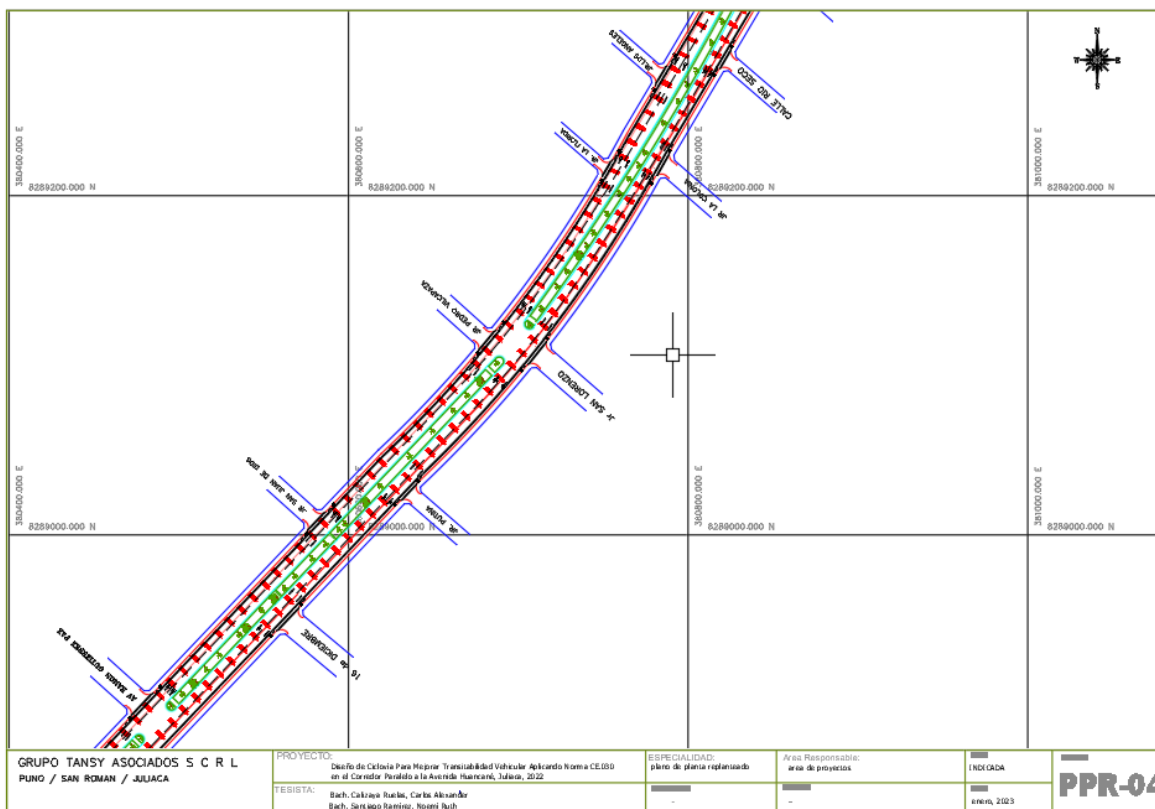 N
W E
S
JR.LOS ANGELES
CALLE RIO SECO
JR. LA FLORIDA
JR. LA COLONIA
380400.000 E
380600.000 E
380800.000 E
381000.000 E
8289200.000 N
8289200.000 N
8289200.000 N
8289200.000 N
JR. PEDRO VILCAPAZA
Jr SAN LORENZO
JR SAN JUAN DE DIOS
JR. PUTINA
380400.000 E
380800.000 E
381000.000 E
8289000.000 N
8289000.000 N
8289000.000 N
8289000.000 N
16 de DICIEMBRE
GRUPO TANSY ASOCIADOS S C R L
PUNO / SAN ROMAN / JULIACA
PROYECTO:
Diseño de Ciclovia Para Mejorar Transitabilidad Vehicular Aplicando Norma CE.030
en el Corredor Paralelo a la Avenida Huancané, Juliaca, 2022
TESISTA:
Bach. Calizaya Ruelas, Carlos Alexander
Bach. Santiago Ramirez, Noemi Ruth
ESPECIALIDAD:
plano de planta replanteado
-
Area Responsable:
area de proyectos
-
INDICADA
enero, 2023
PPR-04